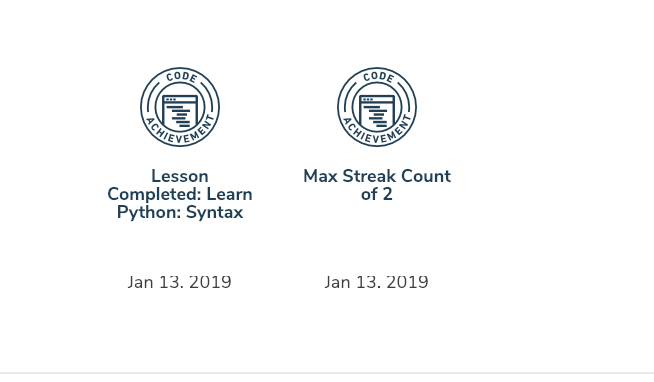 CODE
ACHIEVEMENT
CODE
ACHIEVEMENT
Lesson
Completed: Learn
Python: Syntax
Max Streak Count
of 2
Jan 13, 2019
Jan 13, 2019